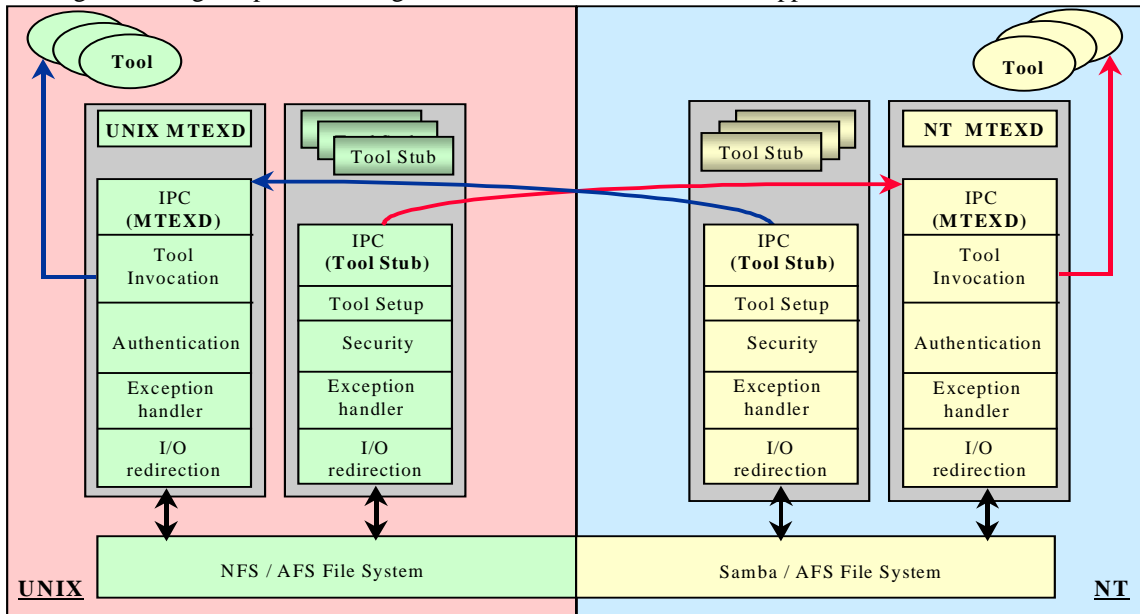 Tool
Tool
UNIX MTEXD
Tool Stub
Tool Stub
NT MTEXD
IPC
(MTEXD)
Tool
Invocation
Authentication
Exception
handler
I/O
redirection
IPC
(Tool Stub)
Tool Setup
Security
Exception
handler
I/O
redirection
IPC
(Tool Stub)
Tool Setup
Security
Exception
handler
I/O
redirection
IPC
(MTEXD)
Tool
Invocation
Authentication
Exception
handler
I/O
redirection
NFS / AFS File System
Samba / AFS File System
UNIX
NT